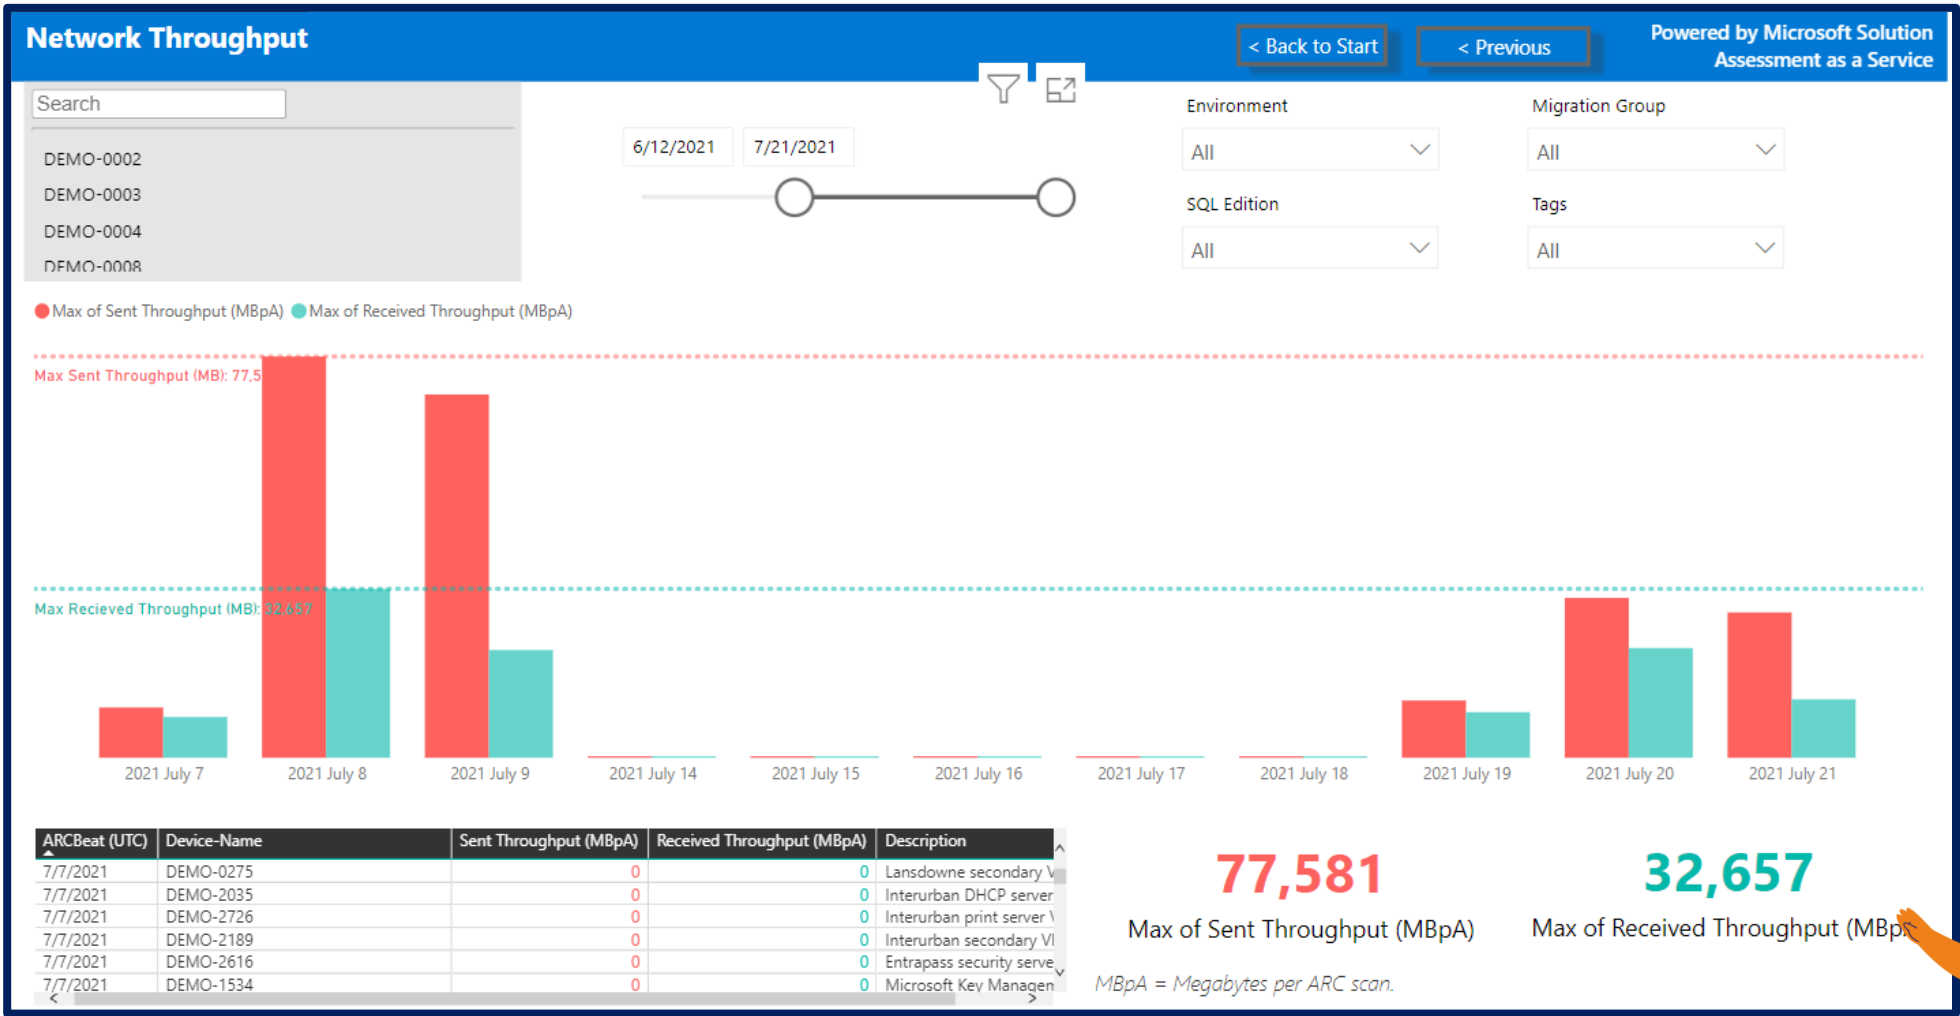 Network Throughput
< Back to Start
< Previous
Powered by Microsoft Solution
Assessment as a Service
Search
DEMO-0002
DEMO-0003
DEMO-0004
DEMO-0008
6/12/2021
7/21/2021
Environment
All
Migration Group
All
SQL Edition
All
Tags
All
Max of Sent Throughput (MBpA) Max of Received Throughput (MBpA)
Max Sent Throughput (MB): 77,5
Max Recieved Throughput (MB): 32,657
2021 July 7
2021 July 8
2021 July 9
2021 July 14
2021 July 15
2021 July 16
2021 July 17
2021 July 18
2021 July 19
2021 July 20
2021 July 21
ARCBeat (UTC) Device-Name Sent Throughput (MBpA) Received Throughput (MBpA) Description
7/7/2021 DEMO-0275 0 0 Lansdowne secondary V
7/7/2021 DEMO-2035 0 0 Interurban DHCP server
7/7/2021 DEMO-2726 0 0 Interurban print server
7/7/2021 DEMO-2189 0 0 Interurban secondary
7/7/2021 DEMO-2616 0 0 Entrapass security serve
7/7/2021 DEMO-1534 0 0 Microsoft Key Managem
77,581
Max of Sent Throughput (MBpA)
32,657
Max of Received Throughput (MBp
MBpA = Megabytes per ARC scan.